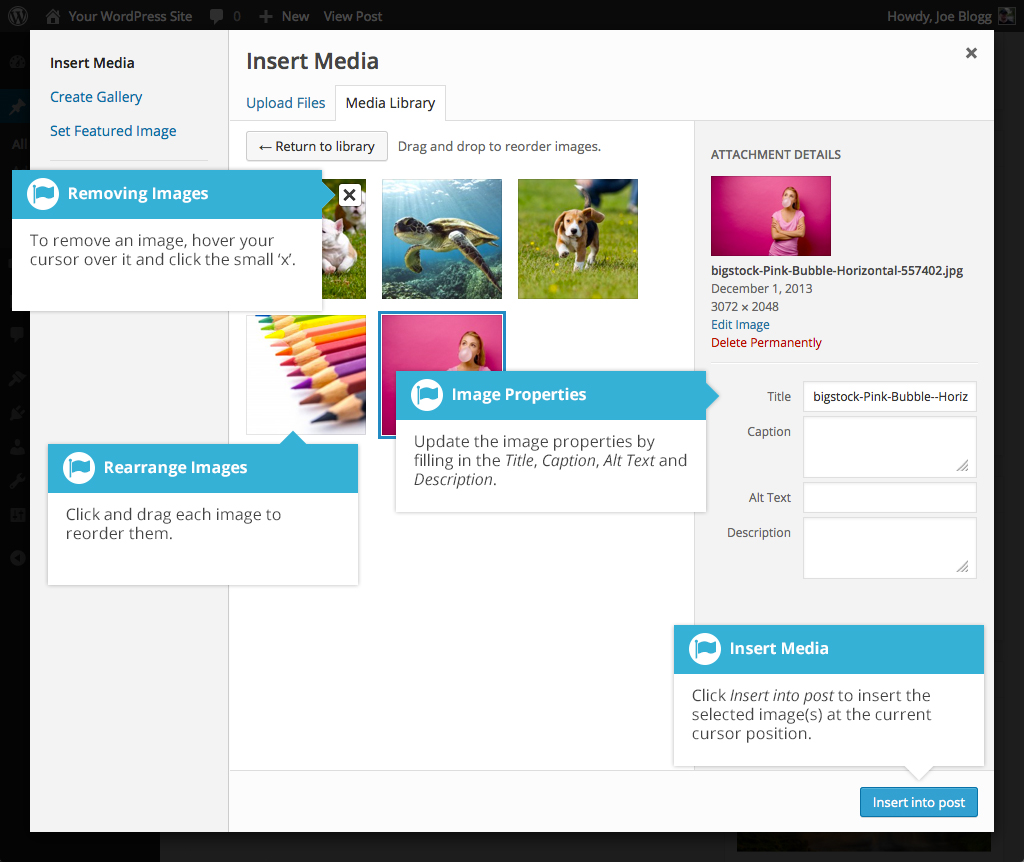 Your WordPress Site 0 New View Post Howdy, Joe Blogg
Insert Media
Create Gallery
Set Featured Image
Insert Media
Upload Files Media Library
← Return to library Drag and drop to reorder images.
All
Removing Images
To remove an image, hover your
cursor over it and click the small ‘x’.
Rearrange Images
Click and drag each image to
reorder them.
Image Properties
Update the image properties by
filling in the Title, Caption, Alt Text and
Description.
ATTACHMENT DETAILS
bigstock-Pink-Bubble-Horizontal-557402.jpg
December 1, 2013
3072 × 2048
Edit Image
Delete Permanently
Title bigstock-Pink-Bubble--Horiz
Caption
Alt Text
Description
Insert Media
Click Insert into post to insert the
selected image(s) at the current
cursor position.
Insert into post